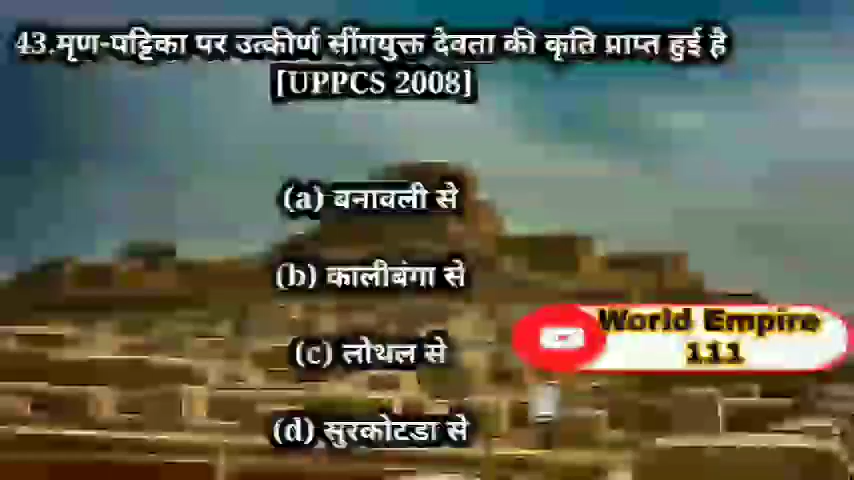 43.मृण-पट्टिका पर उत्कीर्ण सींगयुक्त देवता की कृति प्राप्त हुई है
[UPPCS 2008]
(a) बनावली से
(b) कालीबंगा से
(c) लोथल से
(d) सुरकोटडा से
World Empire
111